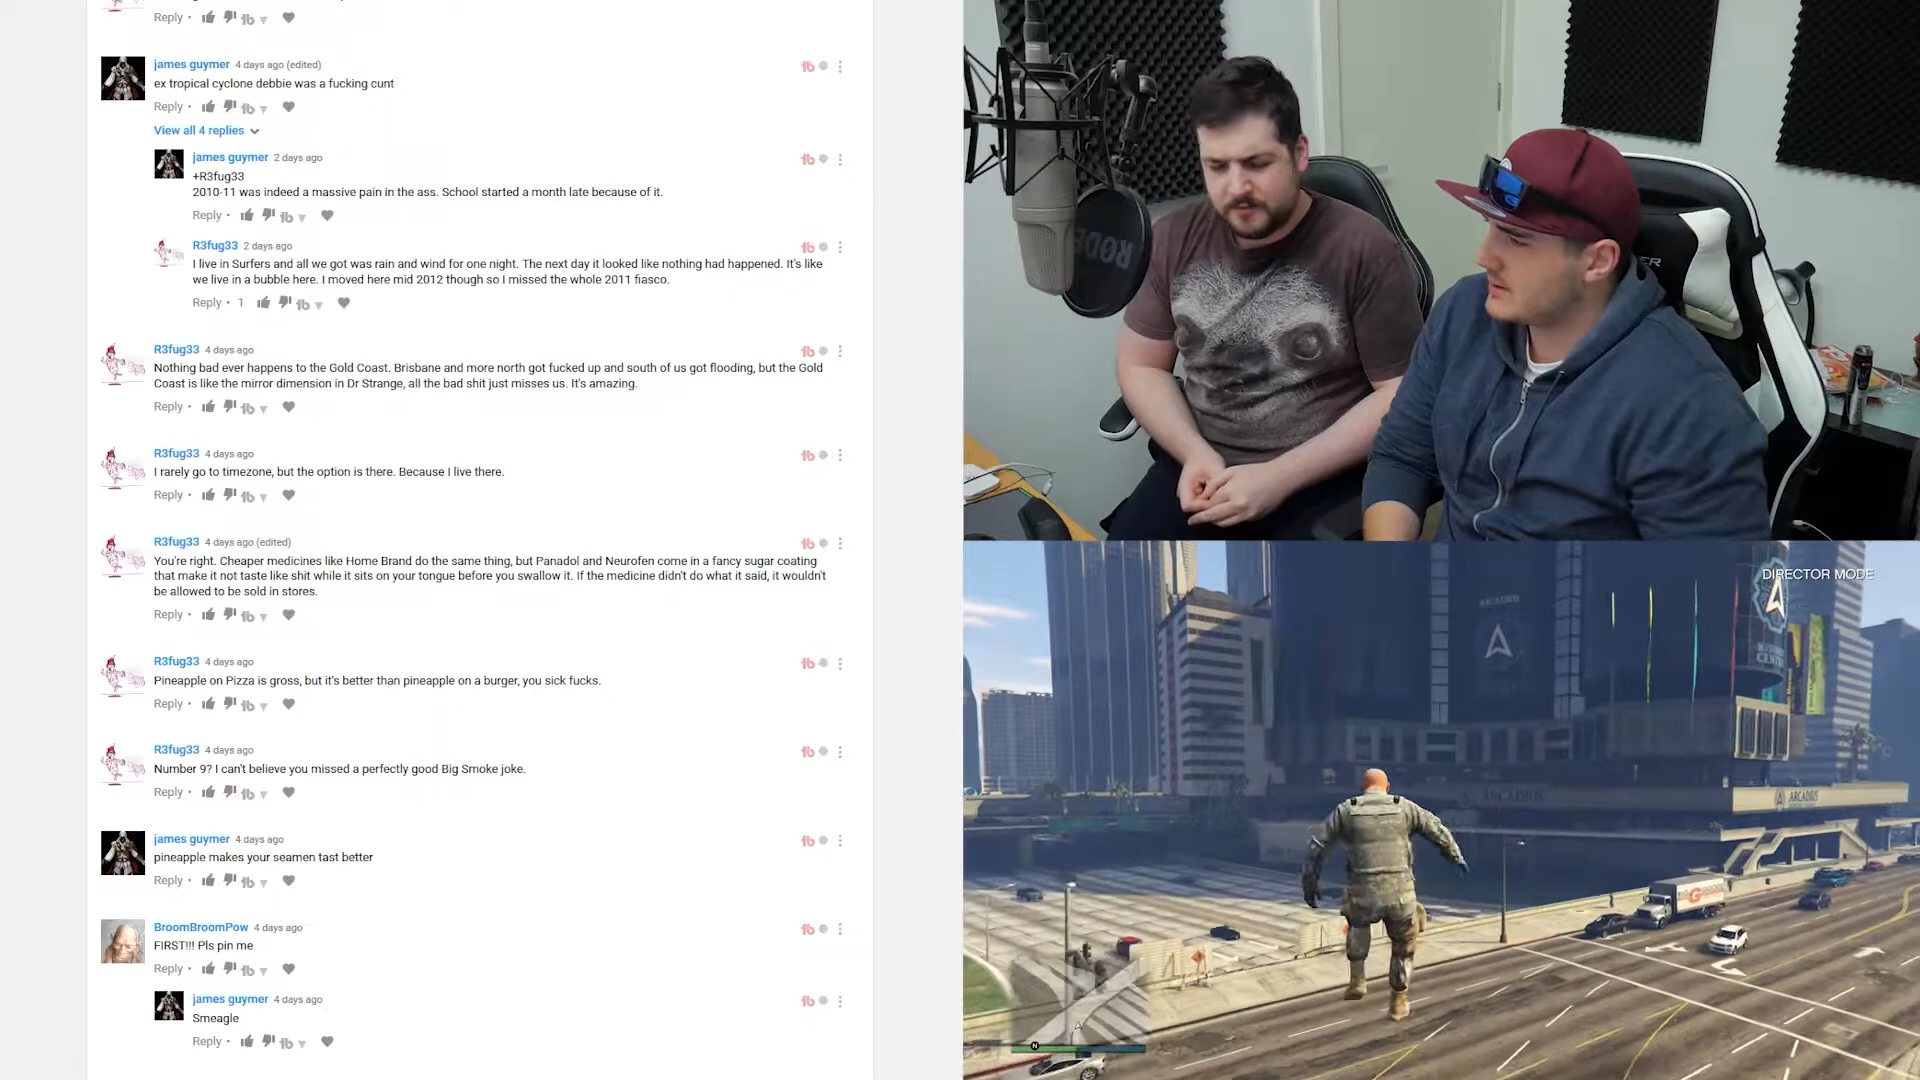 Reply •
james guymer 4 days ago (edited)
ex tropical cyclone debbie was a fucking cunt
Reply •
View all 4 replies
james guymer 2 days ago
+R3fug33
2010-11 was indeed a massive pain in the ass. School started a month late because of it.
Reply •
R3fug33 2 days ago
I live in Surfers and all we got was rain and wind for one night. The next day it looked like nothing had happened. It's like
we live in a bubble here. I moved here mid 2012 though so I missed the whole 2011 fiasco.
Reply • 1
R3fug33 4 days ago
Nothing bad ever happens to the Gold Coast. Brisbane and more north got fucked up and south of us got flooding, but the Gold
Coast is like the mirror dimension in Dr Strange, all the bad shit just misses us. It's amazing.
Reply •
R3fug33 4 days ago
I rarely go to timezone, but the option is there. Because I live there.
Reply •
R3fug33 4 days ago (edited)
You're right. Cheaper medicines like Home Brand do the same thing, but Panadol and Neurofen come in a fancy sugar coating
that make it not taste like shit while it sits on your tongue before you swallow it. If the medicine didn't do what it said, it wouldn't
be allowed to be sold in stores.
Reply •
R3fug33 4 days ago
Pineapple on Pizza is gross, but it's better than pineapple on a burger, you sick fucks.
Reply •
R3fug33 4 days ago
Number 9? I can't believe you missed a perfectly good Big Smoke joke.
Reply •
james guymer 4 days ago
pineapple makes your seamen tast better
Reply •
BroomBroomPow 4 days ago
FIRST!!! Pls pin me
Reply •
james guymer 4 days ago
Smeagle
Reply •
RØDE
DIRECTOR MODE
ARCADIUS
BUSINESS
CENTER
ARCADIUS
ARCADIUS
BIG GOODS
N